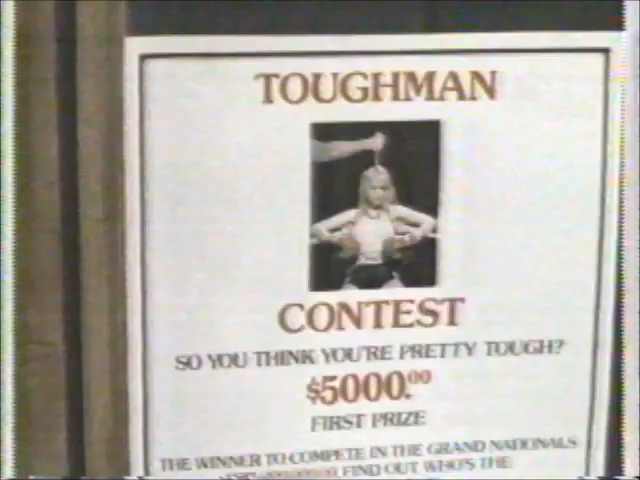 TOUGHMAN
CONTEST
SO YOU THINK YOU'RE PRETTY TOUGH?
$5000.00
FIRST PRIZE
THE WINNER TO COMPETE IN THE GRAND NATIONALS
FIND OUT WHO'S THE